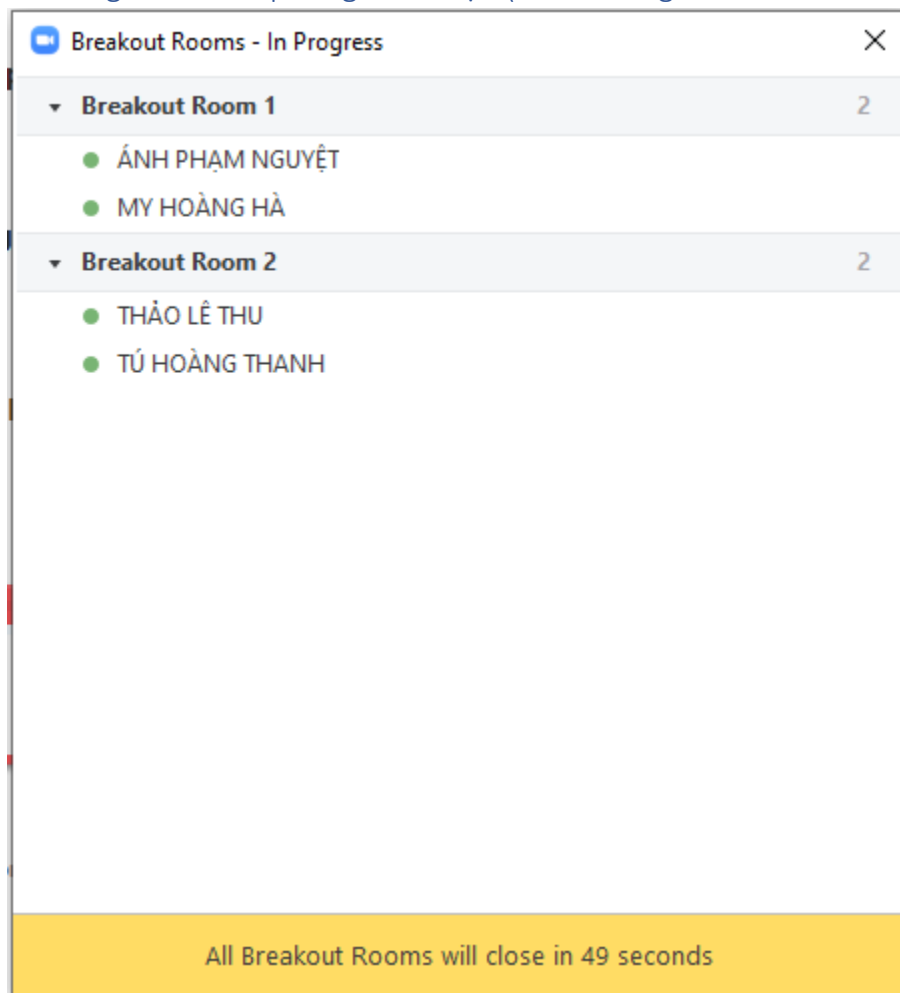 Breakout Rooms - In Progress
Breakout Room 1 2
ÁNH PHẠM NGUYỆT
MY HOÀNG HÀ
Breakout Room 2 2
THẢO LÊ THU
TÚ HOÀNG THANH
All Breakout Rooms will close in 49 seconds